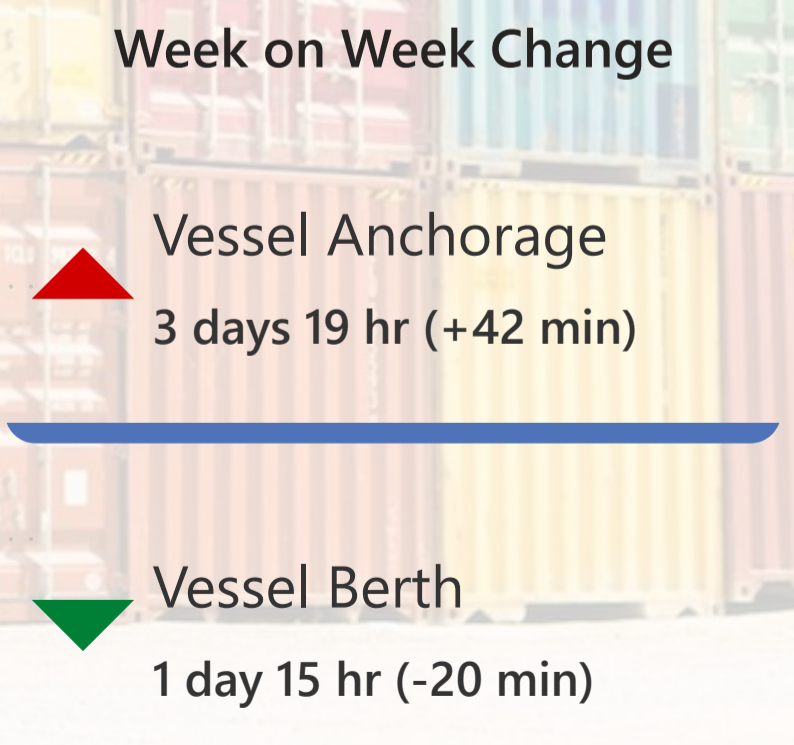 Week on Week Change
Vessel Anchorage
3 days 19 hr (+42 min)
Vessel Berth
1 day 15 hr (-20 min)